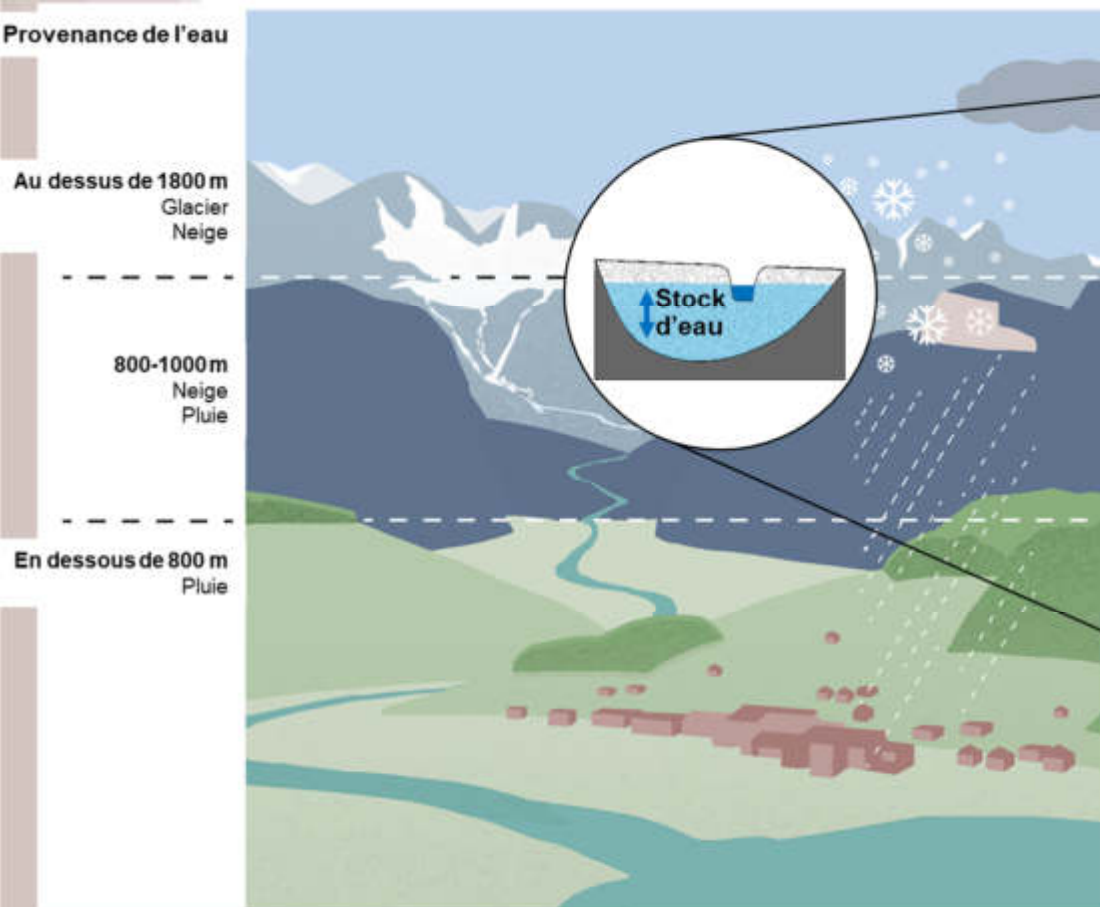 Provenance de l'eau
Au dessus de 1800 m
Glacier
Neige
Stock
d'eau
800-1000 m
Neige
Pluie
En dessous de 800 m
Pluie